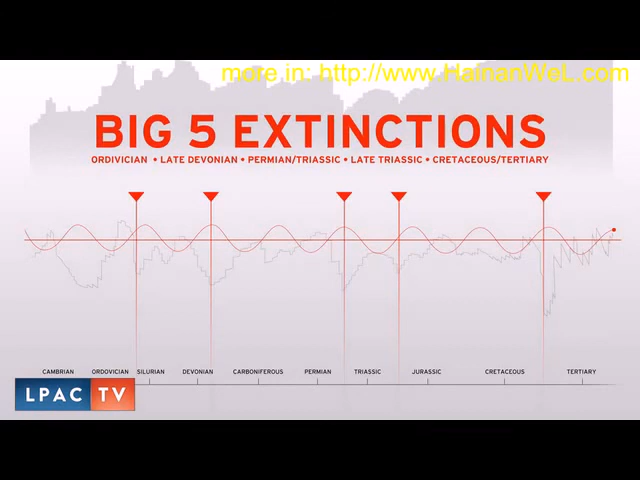 more in: http://www.HainanWeL.com
BIG 5 EXTINCTIONS
ORDIVICIAN • LATE DEVONIAN • PERMIAN/TRIASSIC • LATE TRIASSIC • CRETACEOUS/TERTIARY
CAMBRIAN ORDOVICIAN SILURIAN DEVONIAN CARBONIFEROUS PERMIAN TRIASSIC JURASSIC CRETACEOUS TERTIARY
LPAC TV